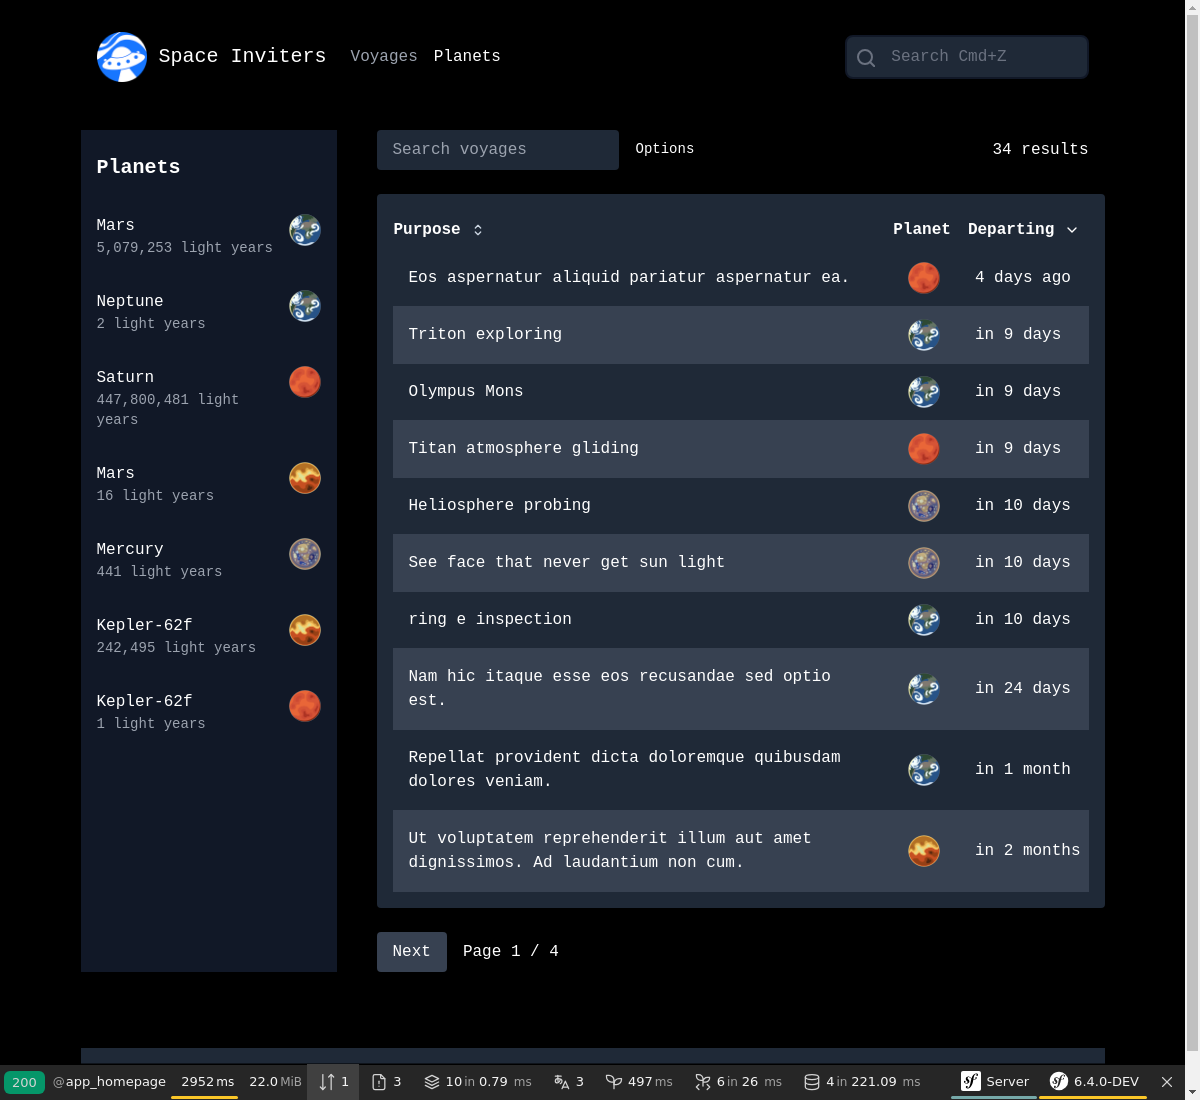 Space Inviters Voyages Planets Search Cmd+Z
Planets
Mars
5,079,253 light years
Neptune
2 light years
Saturn
447,800,481 light
years
Mars
16 light years
Mercury
441 light years
Kepler-62f
242,495 light years
Kepler-62f
1 light years
Search voyages Options 34 results
Purpose Planet Departing
Eos aspernatur aliquid pariatur aspernatur ea. 4 days ago
Triton exploring in 9 days
Olympus Mons in 9 days
Titan atmosphere gliding in 9 days
Heliosphere probing in 10 days
See face that never get sun light in 10 days
ring e inspection in 10 days
Nam hic itaque esse eos recusandae sed optio
est. in 24 days
Repellat provident dicta doloremque quibusdam
dolores veniam. in 1 month
Ut voluptatem reprehenderit illum aut amet
dignissimos. Ad laudantium non cum. in 2 months
Next Page 1 / 4
200 @app_homepage 2952 ms 22.0 MiB 1 3 10 in 0.79 ms 3 497 ms 6 in 26 ms 4 in 221.09 ms Server 6.4.0-DEV